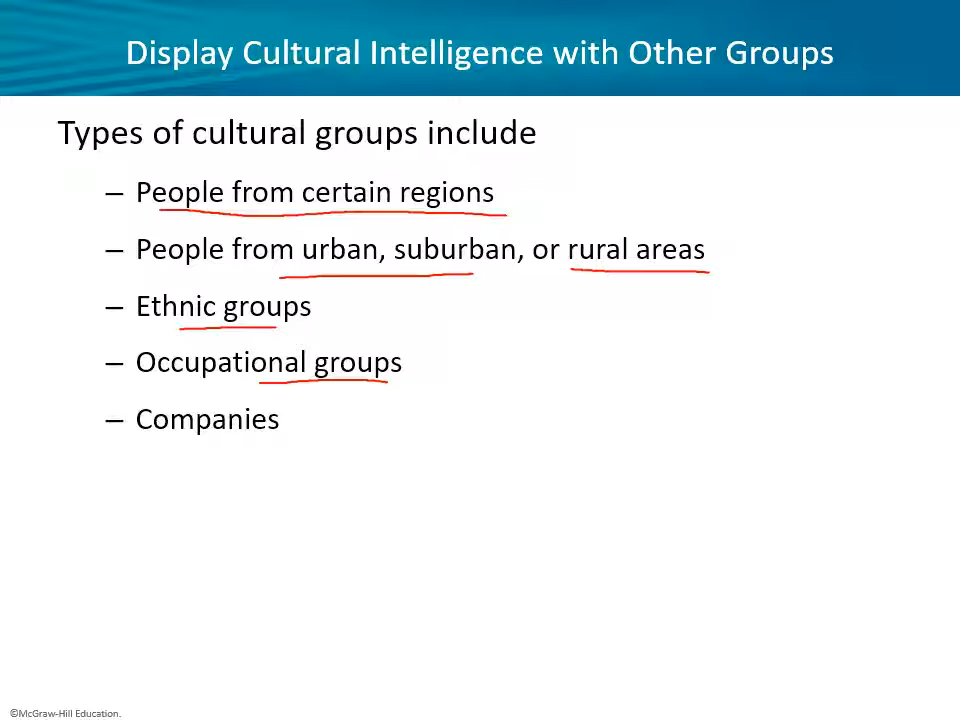 Display Cultural Intelligence with Other Groups
Types of cultural groups include
– People from certain regions
– People from urban, suburban, or rural areas
– Ethnic groups
– Occupational groups
– Companies
©McGraw-Hill Education.